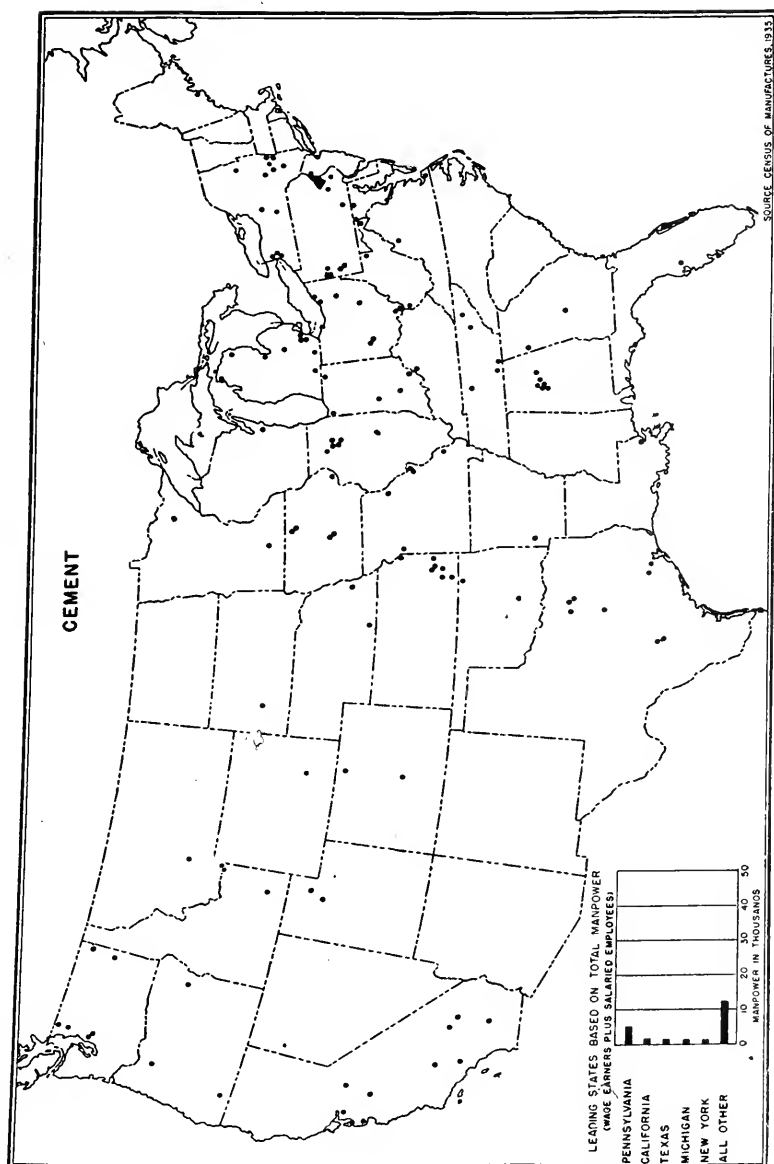 CEMENT
LEADING STATES BASED ON TOTAL MANPOWER
(WAGE EARNERS PLUS SALARIED EMPLOYEES)
PENNSYLVANIA
CALIFORNIA
TEXAS
MICHIGAN
NEW YORK
ALL OTHER
0 10 20 30 40 50
MANPOWER IN THOUSANDS
SOURCE CENSUS OF MANUFACTURES, 1935